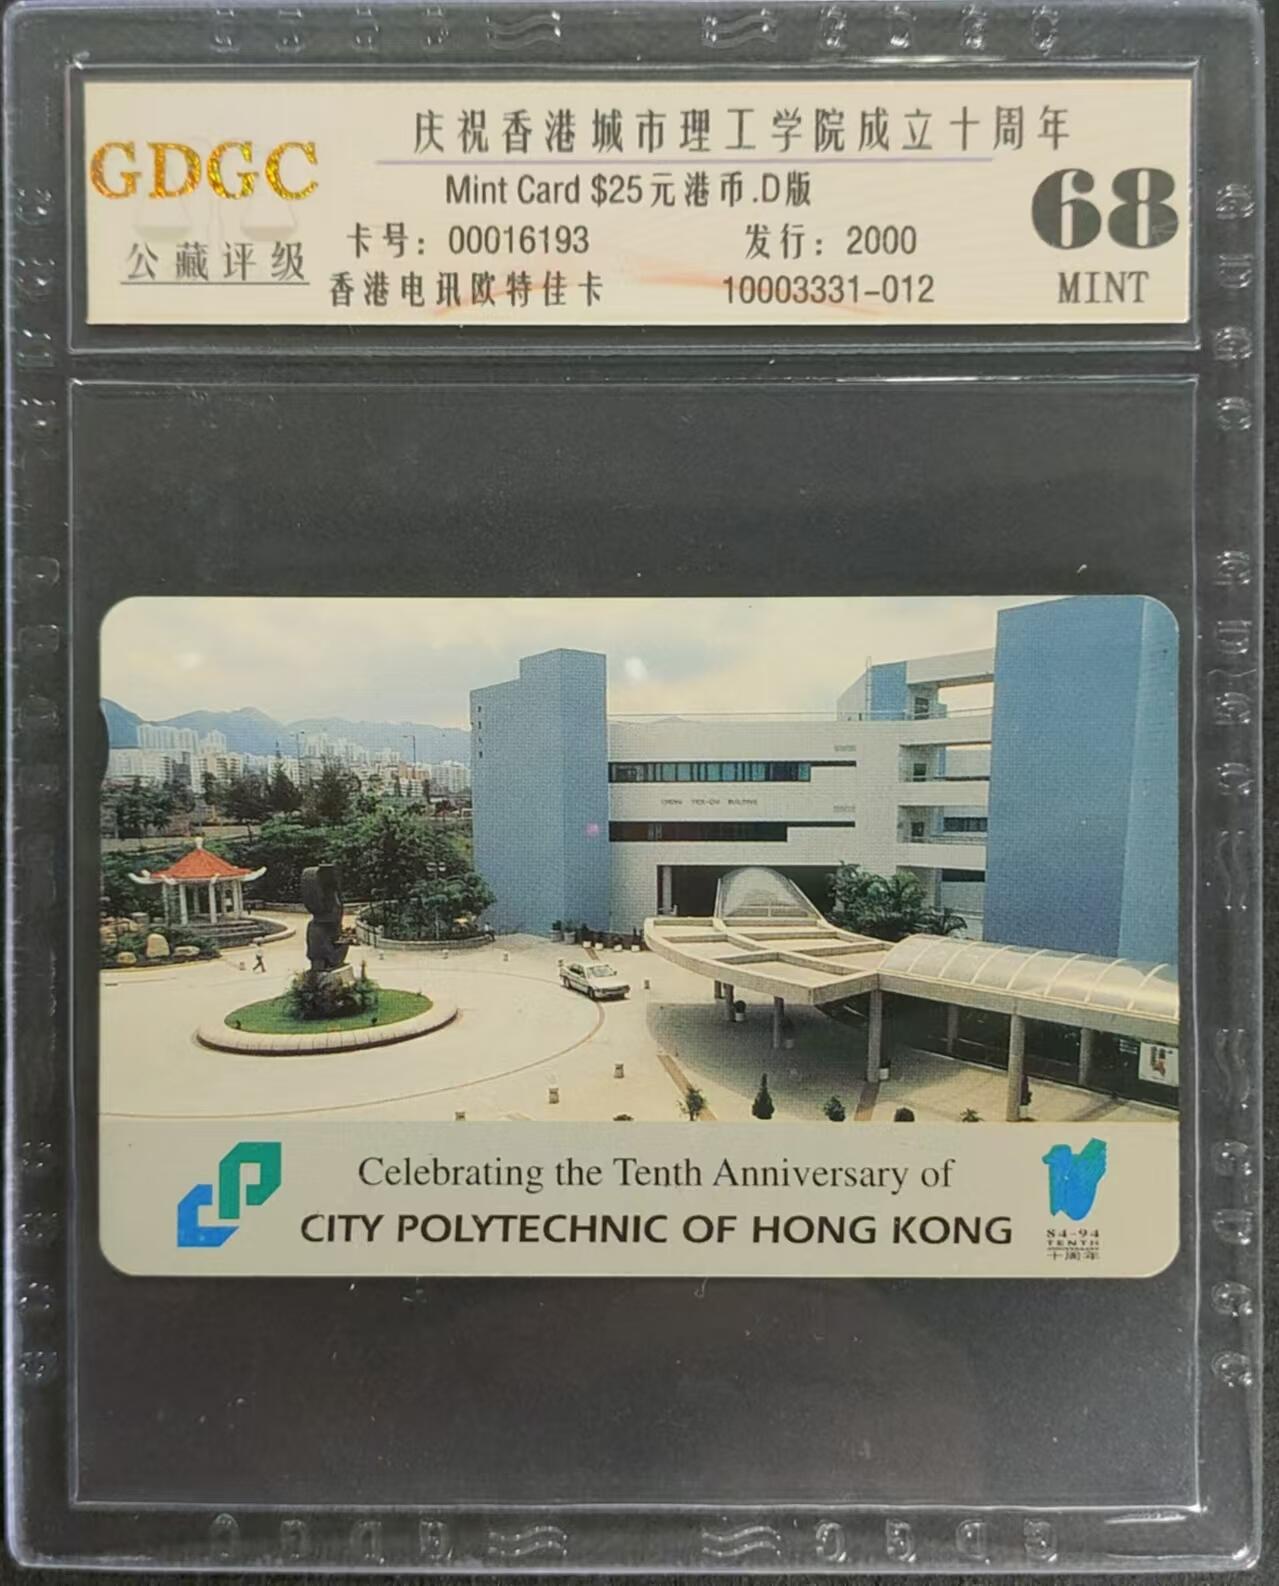 庆祝香港城市理工学院成立十周年
GDGC
Mint Card $25元港币.D版
68
公藏评级
卡号：00016193
发行：2000
香港电讯欧特佳卡
10003331-012
MINT
CP
Celebrating the Tenth Anniversary of
CITY POLYTECHNIC OF HONG KONG
84-94
TENTH
ANNIVERSARY
十周年